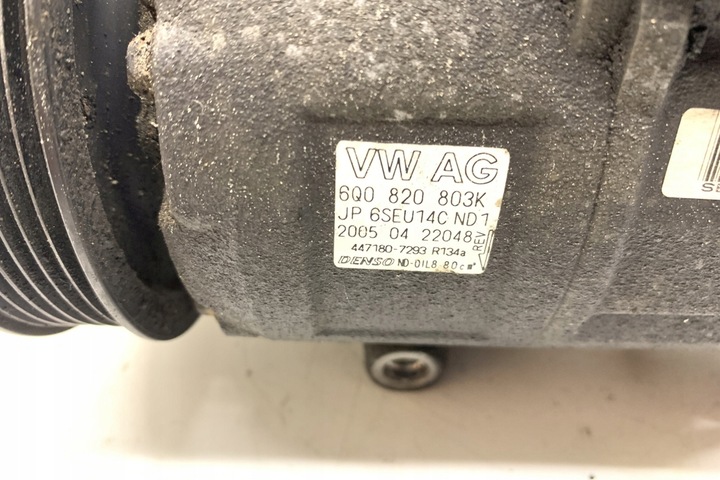 VW AG
6Q0 820 803K
JP 6SEU14C ND1
2005 04 22048
REV
447180-7293 R134a
DENSO ND-OIL8 80cm³
SE